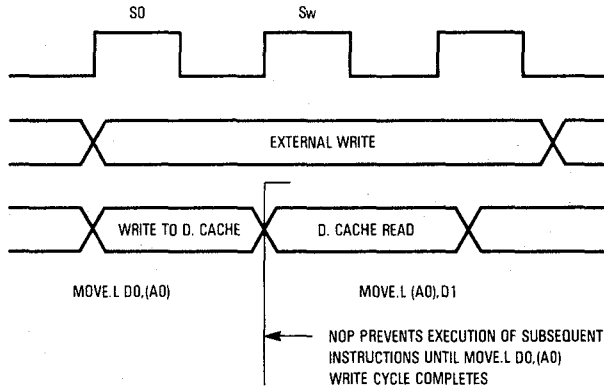 S0 Sw
EXTERNAL WRITE
WRITE TO D. CACHE D. CACHE READ
MOVE.L D0,(A0) MOVE.L (A0),D1
NOP PREVENTS EXECUTION OF SUBSEQUENT
INSTRUCTIONS UNTIL MOVE.L D0,(A0)
WRITE CYCLE COMPLETES